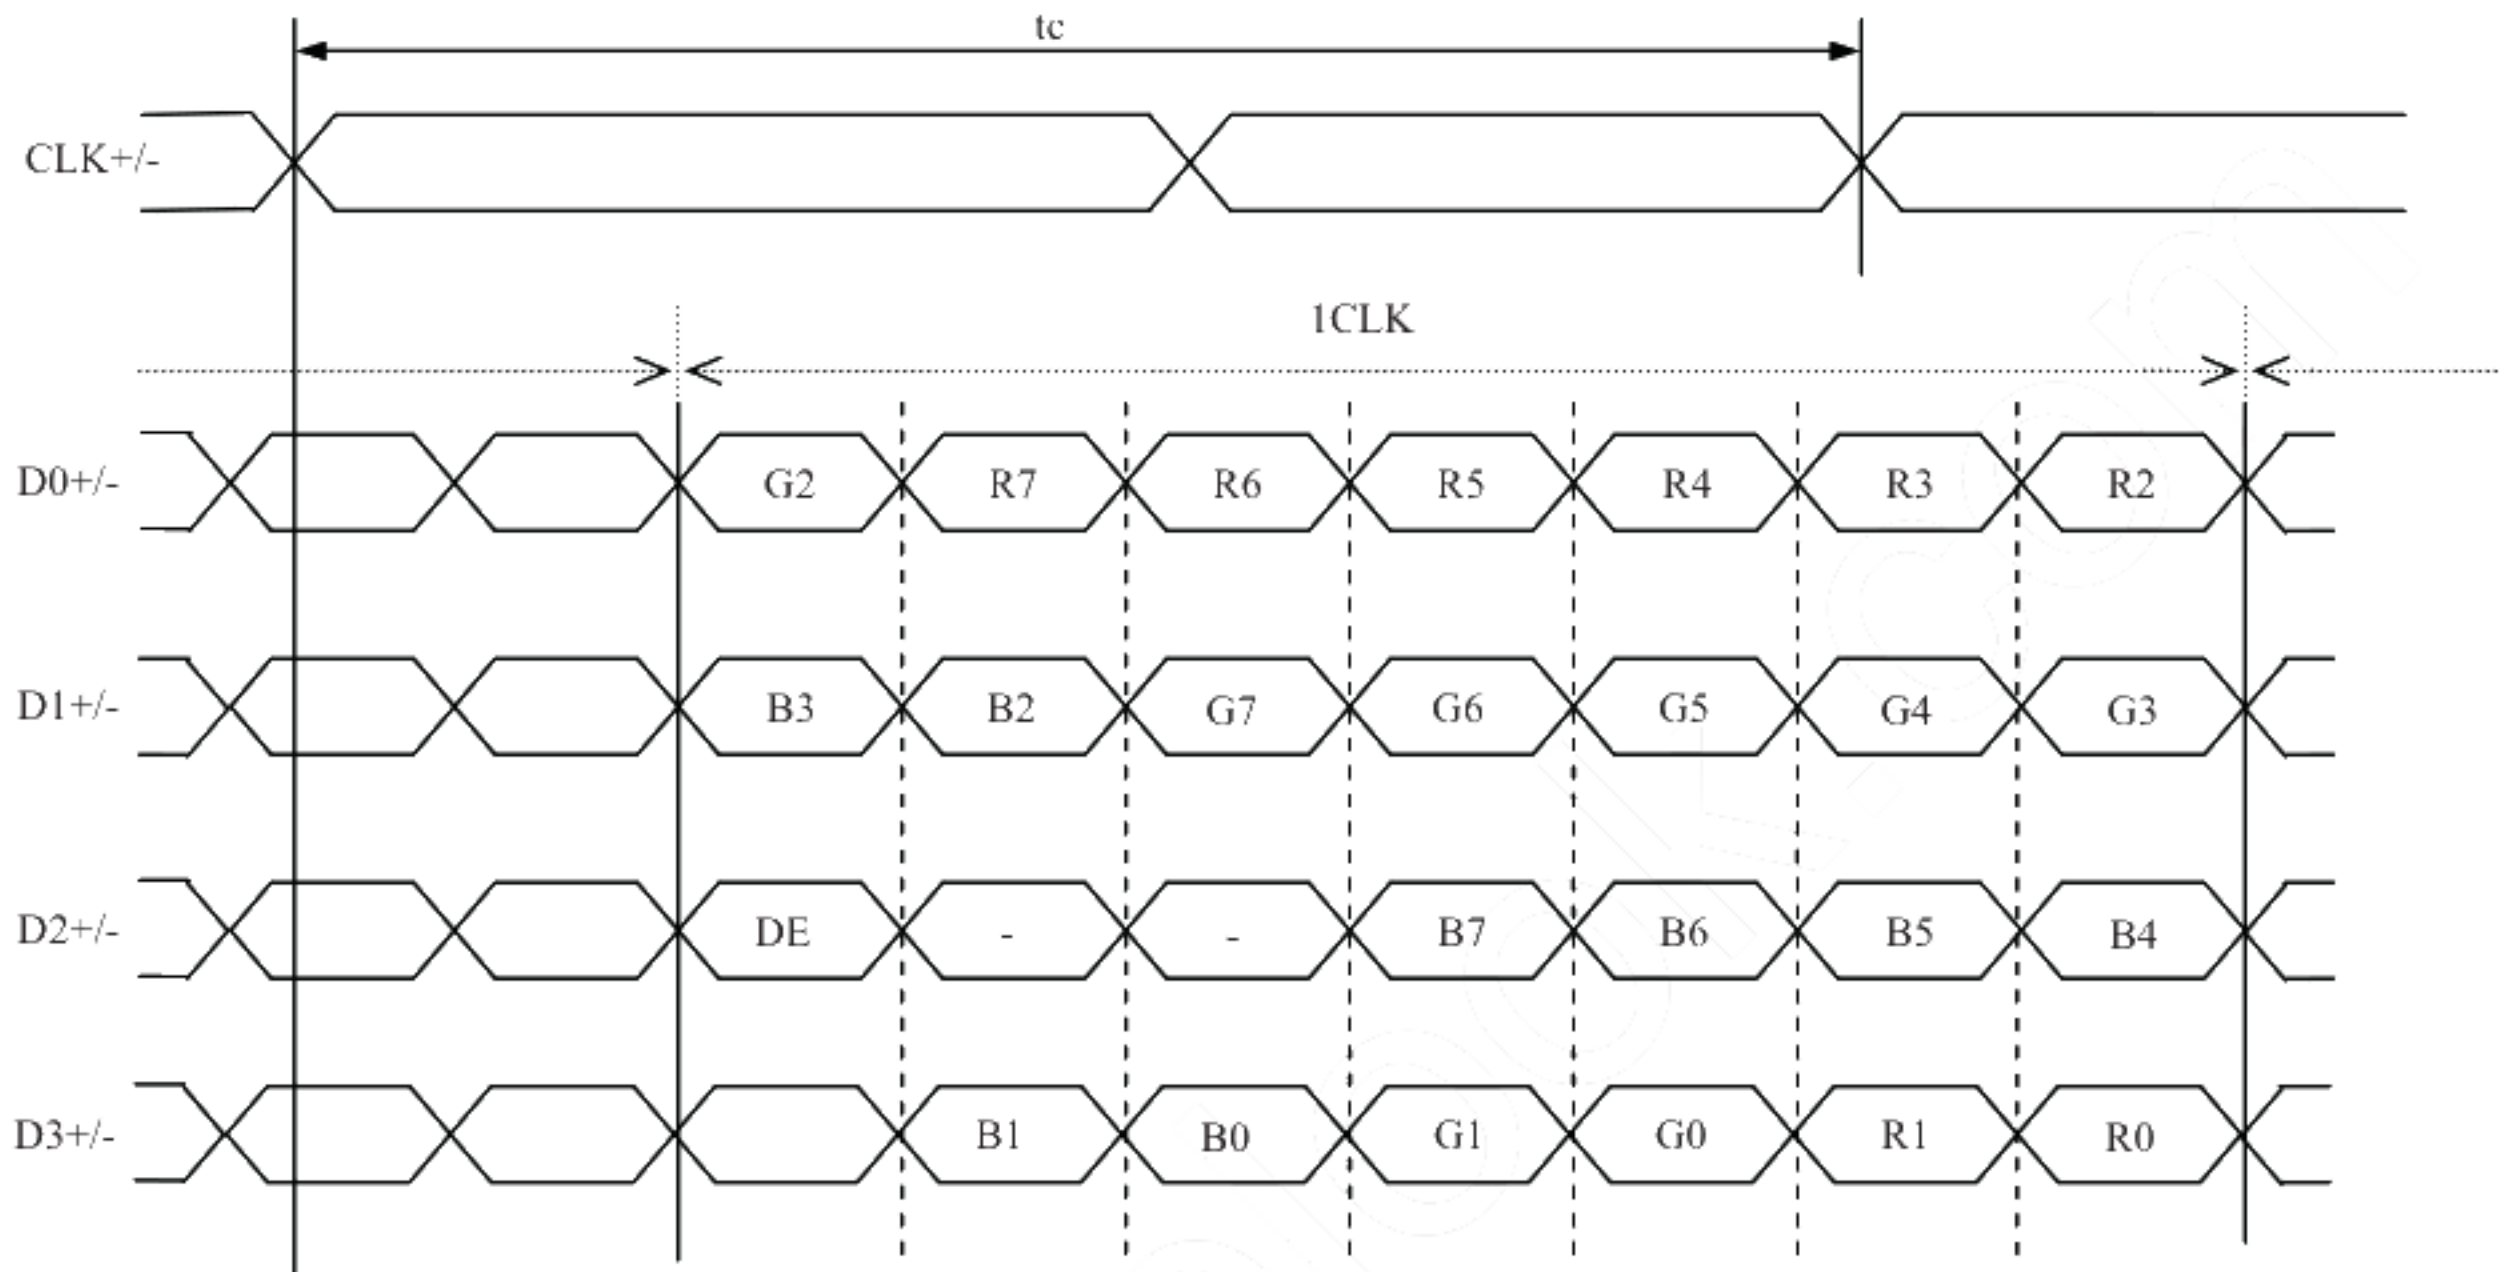 tc
CLK+/-
1CLK
D0+/- G2 R7 R6 R5 R4 R3 R2
D1+/- B3 B2 G7 G6 G5 G4 G3
D2+/- DE - - B7 B6 B5 B4
D3+/- B1 B0 G1 G0 R1 R0